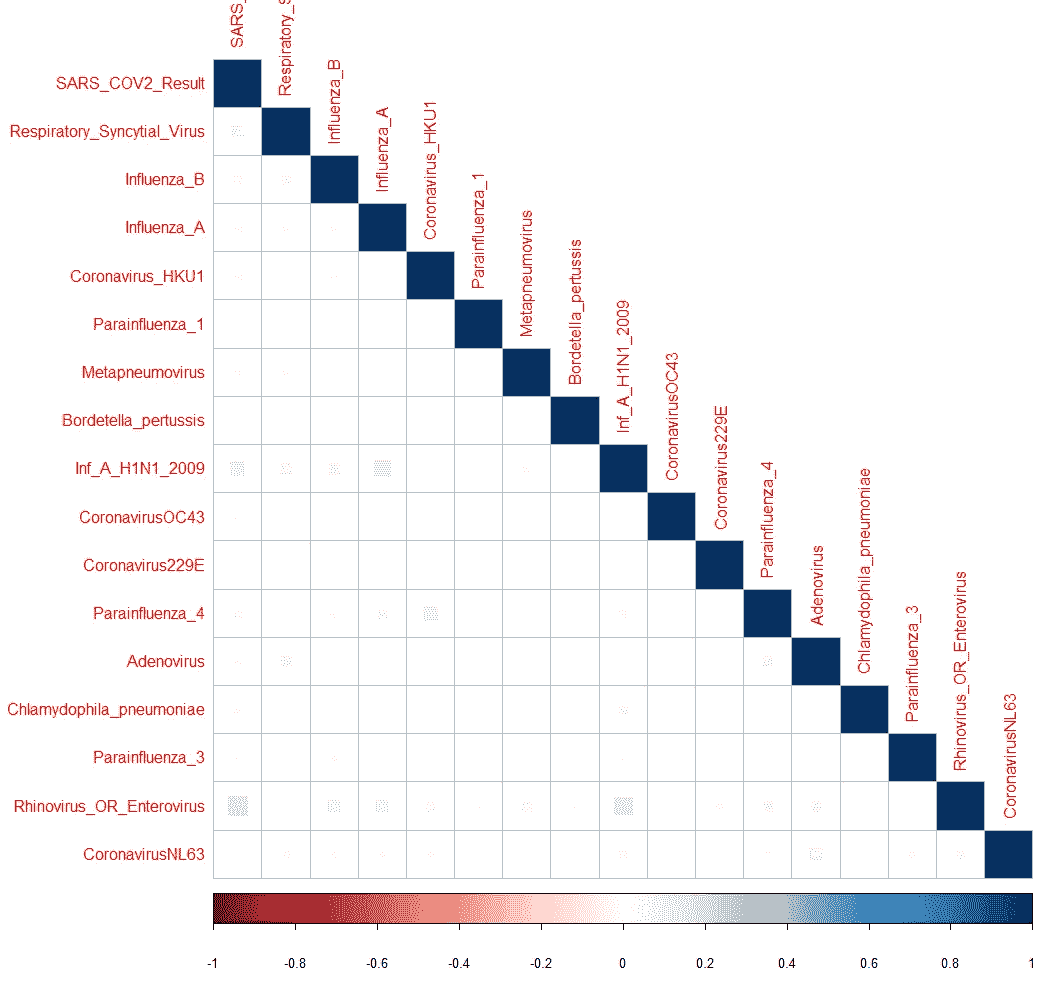 SARS_
Respiratory_S
Influenza_B
Influenza_A
Coronavirus_HKU1
Parainfluenza_1
Metapneumovirus
Bordetella_pertussis
Inf_A_H1N1_2009
CoronavirusOC43
Coronavirus229E
Parainfluenza_4
Adenovirus
Chlamydophila_pneumoniae
Parainfluenza_3
Rhinovirus_OR_Enterovirus
CoronavirusNL63
SARS_COV2_Result
Respiratory_Syncytial_Virus
Influenza_B
Influenza_A
Coronavirus_HKU1
Parainfluenza_1
Metapneumovirus
Bordetella_pertussis
Inf_A_H1N1_2009
CoronavirusOC43
Coronavirus229E
Parainfluenza_4
Adenovirus
Chlamydophila_pneumoniae
Parainfluenza_3
Rhinovirus_OR_Enterovirus
CoronavirusNL63
-1 -0.8 -0.6 -0.4 -0.2 0 0.2 0.4 0.6 0.8 1